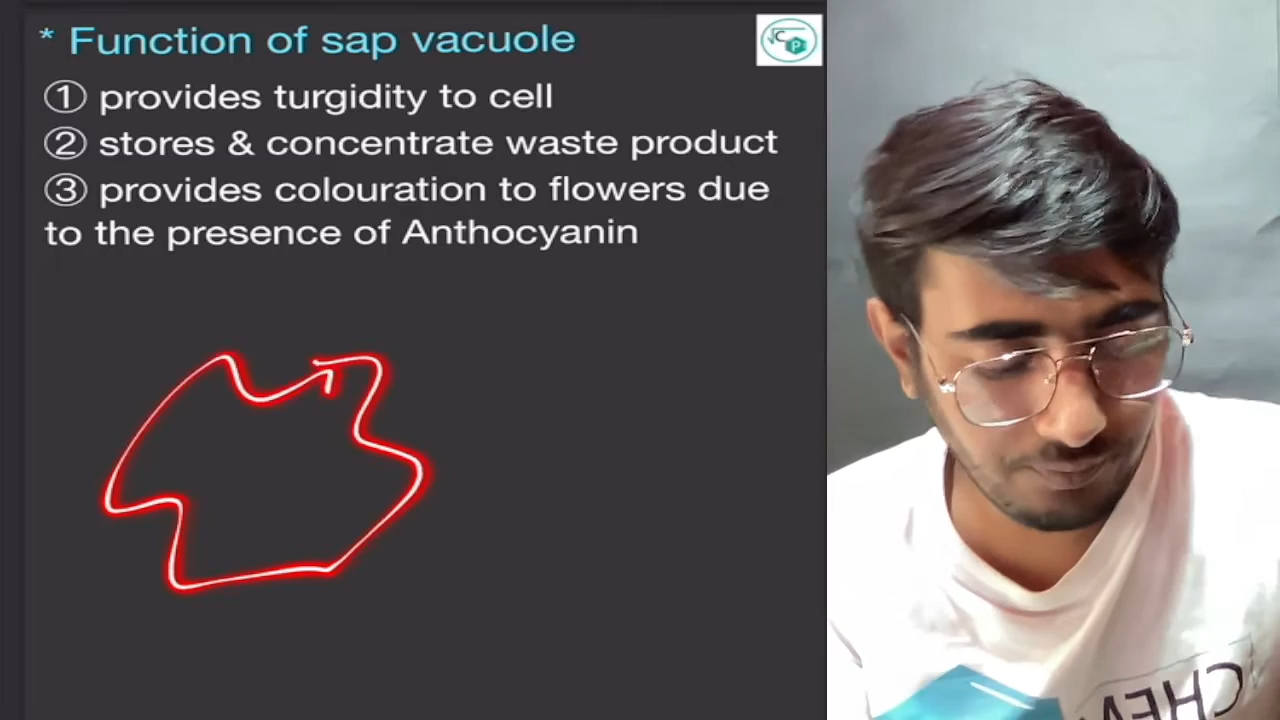 * Function of sap vacuole
① provides turgidity to cell
② stores & concentrate waste product
③ provides colouration to flowers due
to the presence of Anthocyanin
√C
P